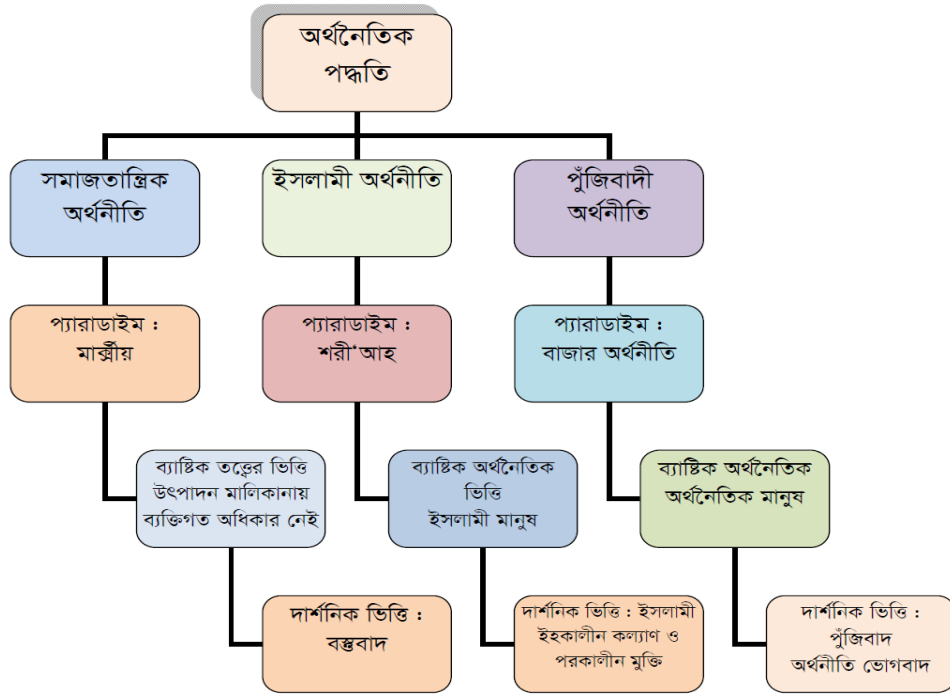 অর্থনৈতিক
পদ্ধতি
সমাজতান্ত্রিক
অর্থনীতি
ইসলামী অর্থনীতি
পুঁজিবাদী
অর্থনীতি
প্যারাডাইম :
মার্ক্সীয়
প্যারাডাইম :
শরী‘আহ
প্যারাডাইম :
বাজার অর্থনীতি
ব্যাষ্টিক তত্ত্বের ভিত্তি
উৎপাদন মালিকানায়
ব্যক্তিগত অধিকার নেই
ব্যাষ্টিক অর্থনৈতিক
ভিত্তি
ইসলামী মানুষ
ব্যাষ্টিক অর্থনৈতিক
অর্থনৈতিক মানুষ
দার্শনিক ভিত্তি :
বস্তুবাদ
দার্শনিক ভিত্তি : ইসলামী
ইহকালীন কল্যাণ ও
পরকালীন মুক্তি
দার্শনিক ভিত্তি :
পুঁজিবাদ
অর্থনীতি ভোগবাদ